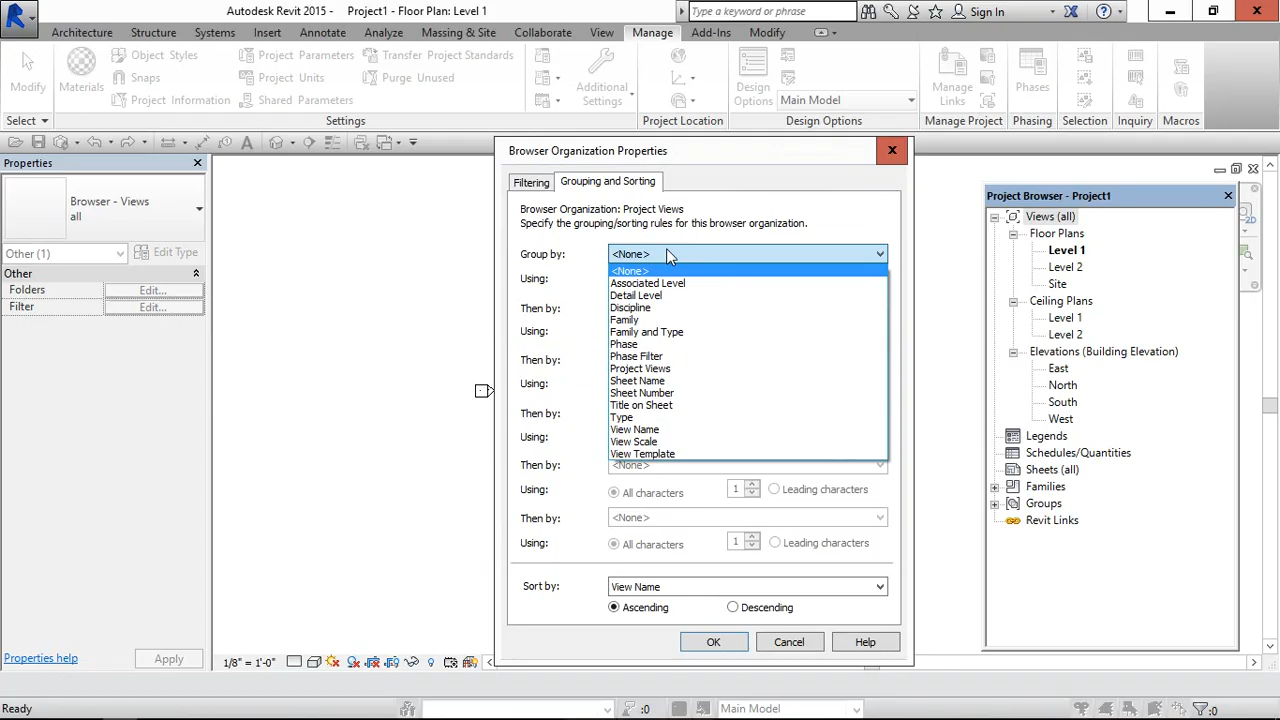 Autodesk Revit 2015 - Project1 - Floor Plan: Level 1
Type a keyword or phrase
Sign In
Architecture Structure Systems Insert Annotate Analyze Massing & Site Collaborate View Manage Add-Ins Modify
Modify
Materials
Object Styles
Snaps
Project Information
Project Parameters
Project Units
Shared Parameters
Transfer Project Standards
Purge Unused
Additional
Settings
Design
Options
Main Model
Manage
Links
Phases
Select
Settings
Project Location
Design Options
Manage Project
Phasing
Selection
Inquiry
Macros
Properties
Browser - Views
all
Other (1)
Edit Type
Other
Folders Edit...
Filter Edit...
Properties help
Apply
Browser Organization Properties
Filtering
Grouping and Sorting
Browser Organization: Project Views
Specify the grouping/sorting rules for this browser organization.
Group by: <None>
Using:
Then by:
Using:
Then by:
Using:
Then by:
Using:
<None>
Associated Level
Detail Level
Discipline
Family
Family and Type
Phase
Phase Filter
Project Views
Sheet Name
Sheet Number
Title on Sheet
Type
View Name
View Scale
View Template
Then by: <None>
Using: All characters 1 Leading characters
Then by: <None>
Using: All characters 1 Leading characters
Sort by: View Name
Ascending Descending
OK Cancel Help
Project Browser - Project1
Views (all)
Floor Plans
Level 1
Level 2
Site
Ceiling Plans
Level 1
Level 2
Elevations (Building Elevation)
East
North
South
West
Legends
Schedules/Quantities
Sheets (all)
Families
Groups
Revit Links
1/8" = 1'-0"
Ready
:0
Main Model
:0